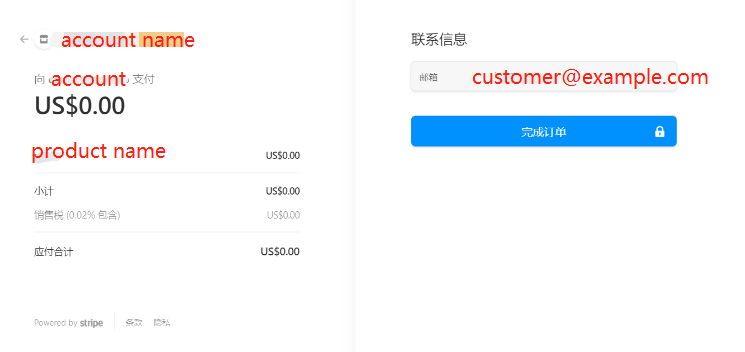 account name
向 account 支付
US$0.00
product name
US$0.00
小计 US$0.00
销售税 (0.02% 包含) US$0.00
应付合计 US$0.00
Powered by stripe 条款 隐私
联系信息
邮箱 customer@example.com
完成订单